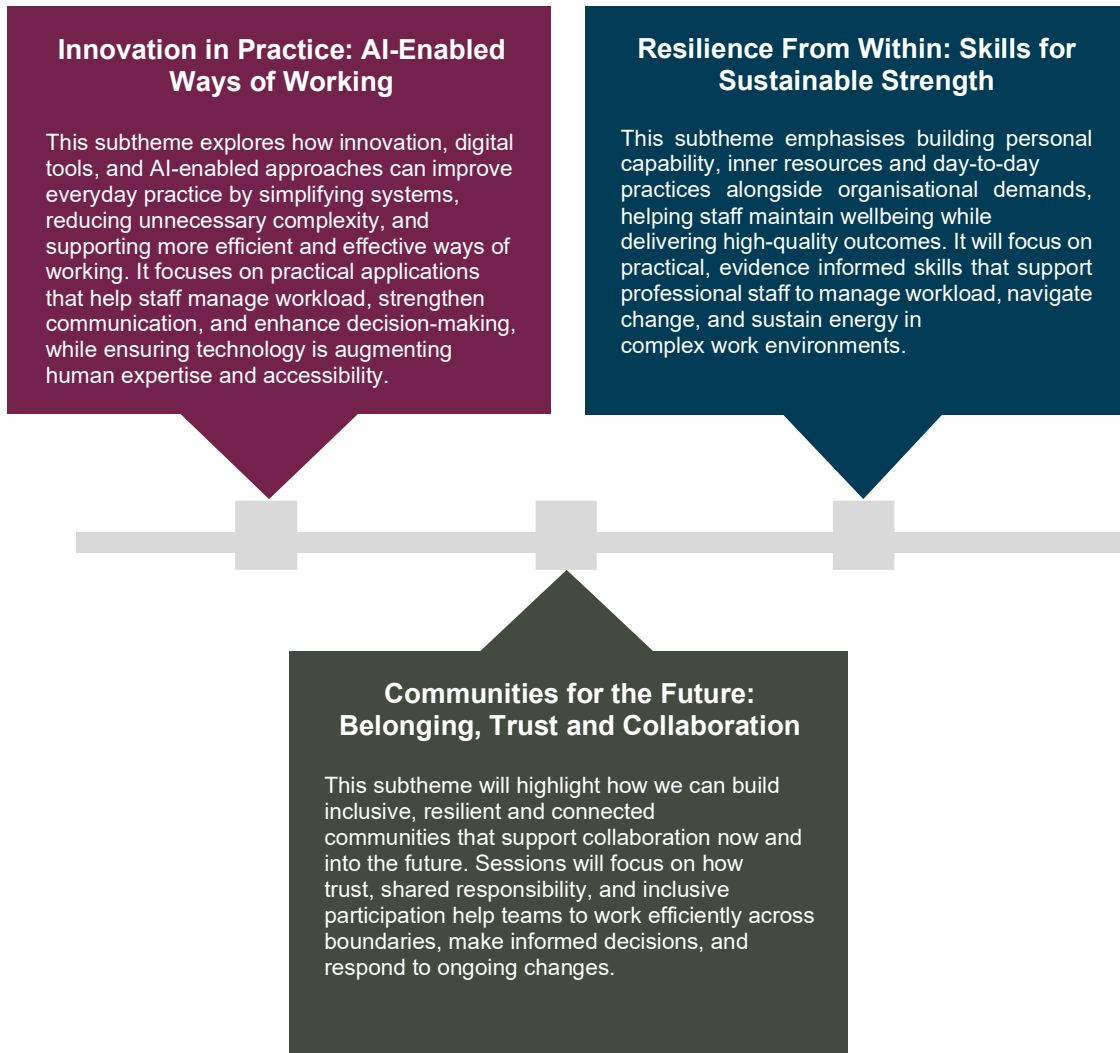 Innovation in Practice: AI-Enabled
Ways of Working
This subtheme explores how innovation, digital
tools, and AI-enabled approaches can improve
everyday practice by simplifying systems,
reducing unnecessary complexity, and
supporting more efficient and effective ways of
working. It focuses on practical applications
that help staff manage workload, strengthen
communication, and enhance decision-making,
while ensuring technology is augmenting
human expertise and accessibility.
Resilience From Within: Skills for
Sustainable Strength
This subtheme emphasises building personal
capability, inner resources and day-to-day
practices alongside organisational demands,
helping staff maintain wellbeing while
delivering high-quality outcomes. It will focus on
practical, evidence informed skills that support
professional staff to manage workload, navigate
change, and sustain energy in
complex work environments.
Communities for the Future:
Belonging, Trust and Collaboration
This subtheme will highlight how we can build
inclusive, resilient and connected
communities that support collaboration now and
into the future. Sessions will focus on how
trust, shared responsibility, and inclusive
participation help teams to work efficiently across
boundaries, make informed decisions, and
respond to ongoing changes.